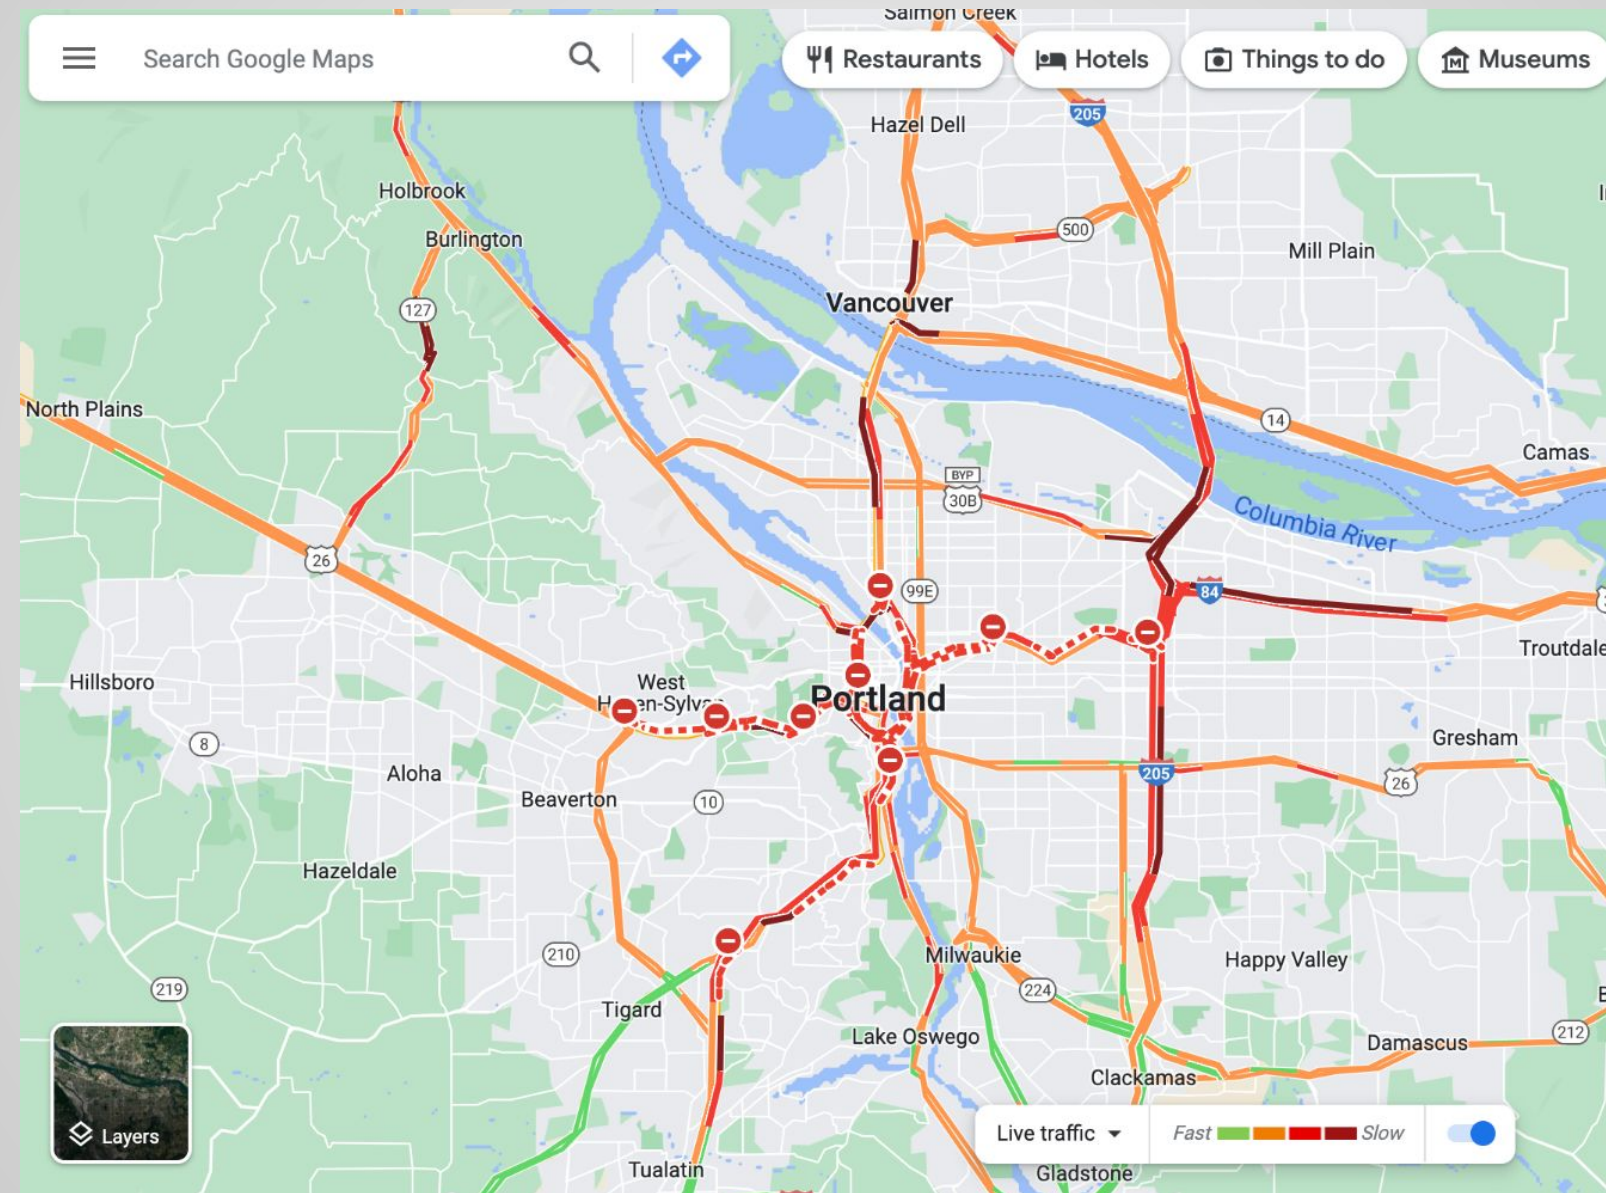 Salmon Creek
Search Google Maps
Restaurants
Hotels
Things to do
Museums
205
Hazel Dell
Holbrook
Burlington
500
Mill Plain
127
Vancouver
North Plains
14
Camas
BYP
30B
Columbia River
26
99E
84
Troutdale
Hillsboro
West
Portland
8
Gresham
Aloha
205
26
Beaverton
10
Hazeldale
210
Milwaukie
Happy Valley
219
224
Tigard
212
Lake Oswego
Damascus
Clackamas
Layers
Live traffic
Fast
Slow
Tualatin
Gladstone